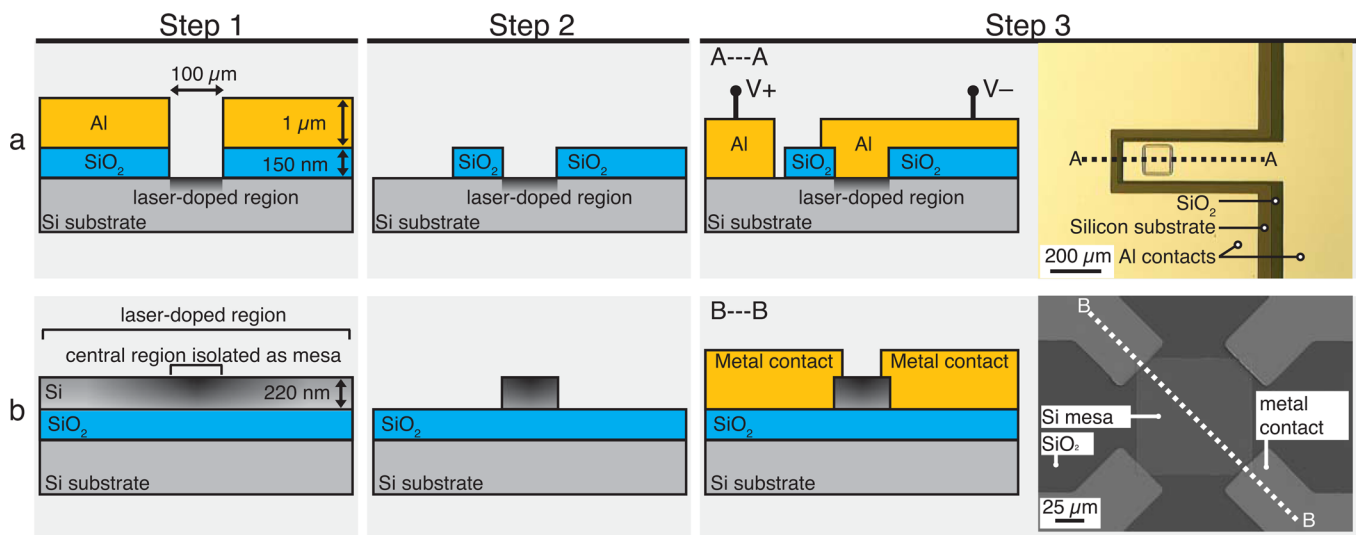 Step 1
Step 2
Step 3
a
100 µm
Al
1 µm
SiO2
150 nm
laser-doped region
Si substrate
SiO2
SiO2
laser-doped region
Si substrate
A---A
V+
V−
Al
SiO2
Al
SiO2
laser-doped region
Si substrate
A
A
SiO2
Silicon substrate
Al contacts
200 µm
b
laser-doped region
central region isolated as mesa
Si
220 nm
SiO2
Si substrate
SiO2
Si substrate
B---B
Metal contact
Metal contact
SiO2
Si substrate
B
Si mesa
metal
contact
SiO2
25 µm
B